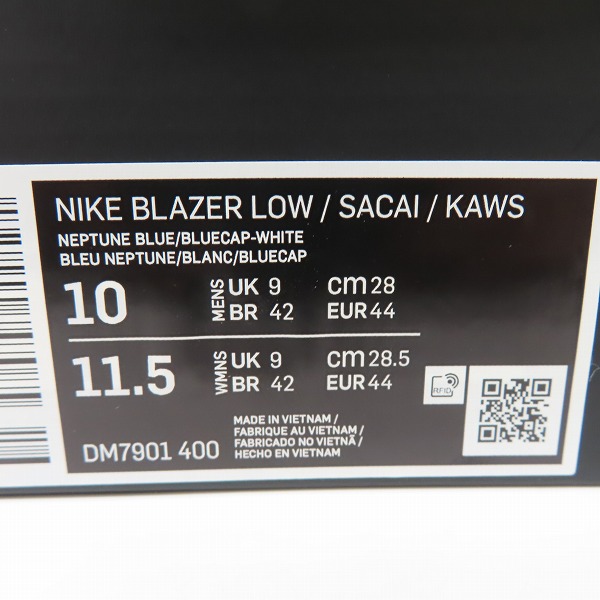 NIKE BLAZER LOW / SACAI / KAWS
NEPTUNE BLUE/BLUECAP-WHITE
BLEU NEPTUNE/BLANC/BLUECAP
10 MENS UK 9 cm 28
BR 42 EUR 44
11.5 WMNS UK 9 cm 28.5
BR 42 EUR 44
RFID
DM7901 400
MADE IN VIETNAM /
FABRIQUE AU VIETNAM /
FABRICADO NO VIETNÃ /
HECHO EN VIETNAM